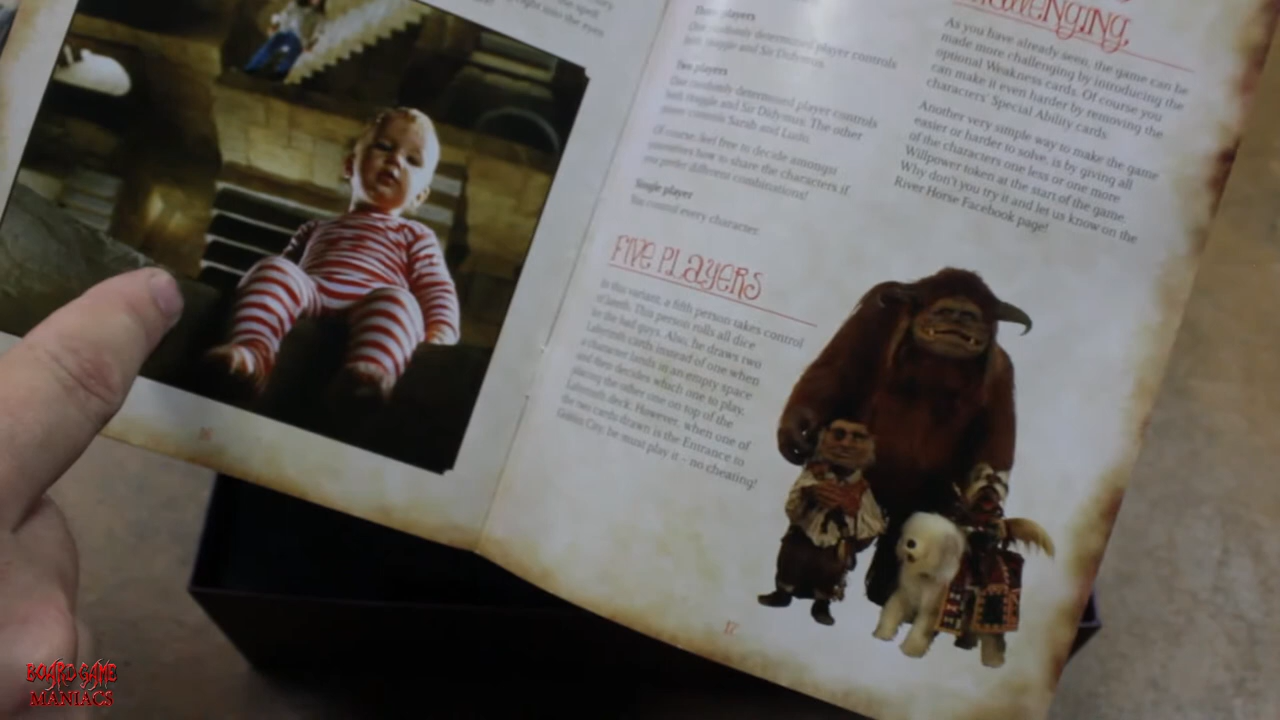 the spell
right into the eyes
16
Three players
One randomly determined player controls
both Hoggle and Sir Didymus.
Two players
One randomly determined player controls
both Hoggle and Sir Didymus. The other
player controls Sarah and Ludo.
Of course, feel free to decide amongst
yourselves how to share the characters if
you prefer different combinations!
Single player
You control every character.
FIVE PLAYERS
In this variant, a fifth person takes control
of Jareth. This person rolls all dice
for the bad guys. Also, he draws two
Labyrinth cards instead of one when
a character lands in an empty space
and then decides which one to play,
placing the other one on top of the
Labyrinth deck. However, when one of
the two cards drawn is the Entrance to
Goblin City, he must play it – no cheating!
17
As you have already seen, the game can be
made more challenging by introducing the
optional Weakness cards. Of course you
can make it even harder by removing the
characters' Special Ability cards.
Another very simple way to make the game
easier or harder to solve, is by giving all
of the characters one less or one more
Willpower token at the start of the game.
Why don't you try it and let us know on the
River Horse Facebook page!
BOARD GAME
MANIACS